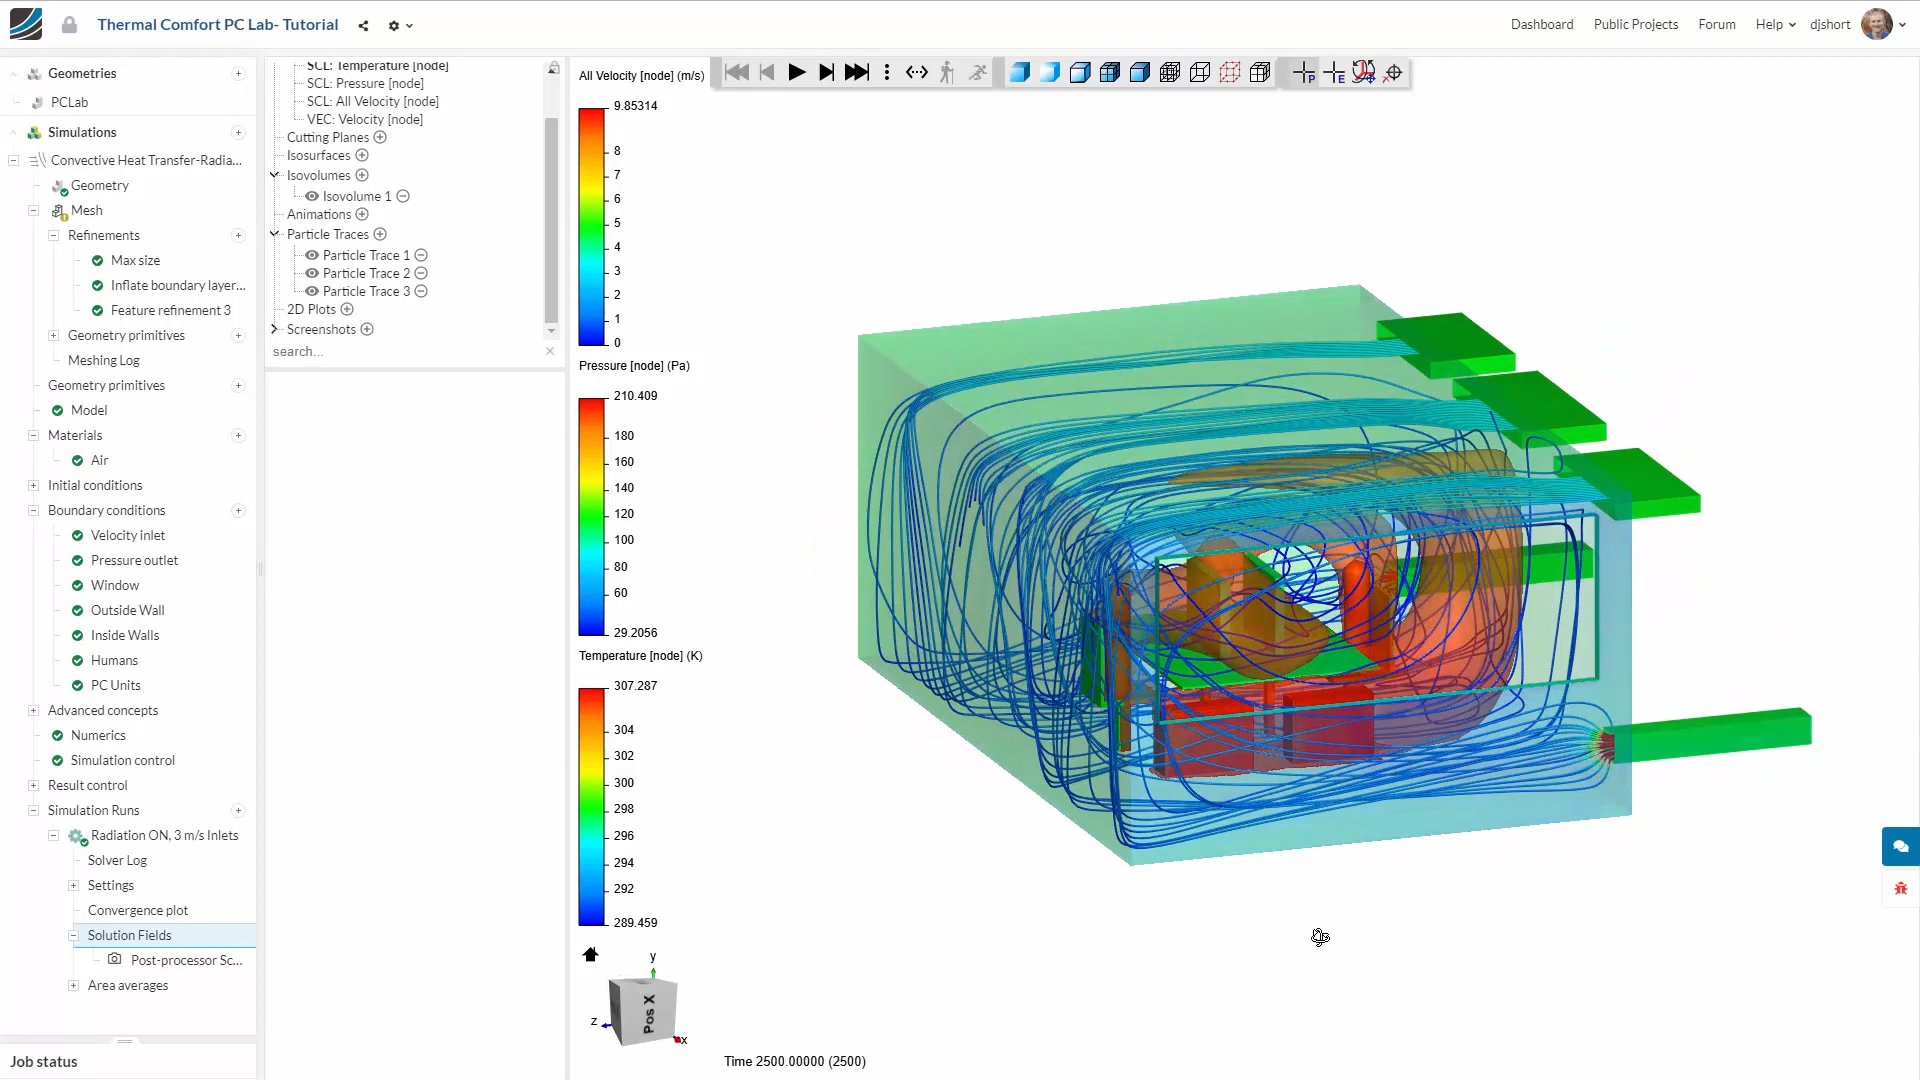 Thermal Comfort PC Lab- Tutorial
Dashboard
Public Projects
Forum
Help
djshort
Geometries
PCLab
Simulations
Convective Heat Transfer-Radia...
Geometry
Mesh
Refinements
Max size
Inflate boundary layer...
Feature refinement 3
Geometry primitives
Meshing Log
Geometry primitives
Model
Materials
Air
Initial conditions
Boundary conditions
Velocity inlet
Pressure outlet
Window
Outside Wall
Inside Walls
Humans
PC Units
Advanced concepts
Numerics
Simulation control
Result control
Simulation Runs
Radiation ON, 3 m/s Inlets
Solver Log
Settings
Convergence plot
Solution Fields
Post-processor Sc...
Area averages
Job status
SCL: Temperature [node]
SCL: Pressure [node]
SCL: All Velocity [node]
VEC: Velocity [node]
Cutting Planes
Isosurfaces
Isovolumes
Isovolume 1
Animations
Particle Traces
Particle Trace 1
Particle Trace 2
Particle Trace 3
2D Plots
Screenshots
search...
All Velocity [node] (m/s)
9.85314
8
7
6
5
4
3
2
1
0
Pressure [node] (Pa)
210.409
180
160
140
120
100
80
60
29.2056
Temperature [node] (K)
307.287
304
302
300
298
296
294
292
289.459
P
E
y
z
Pos X
x
Time 2500.00000 (2500)